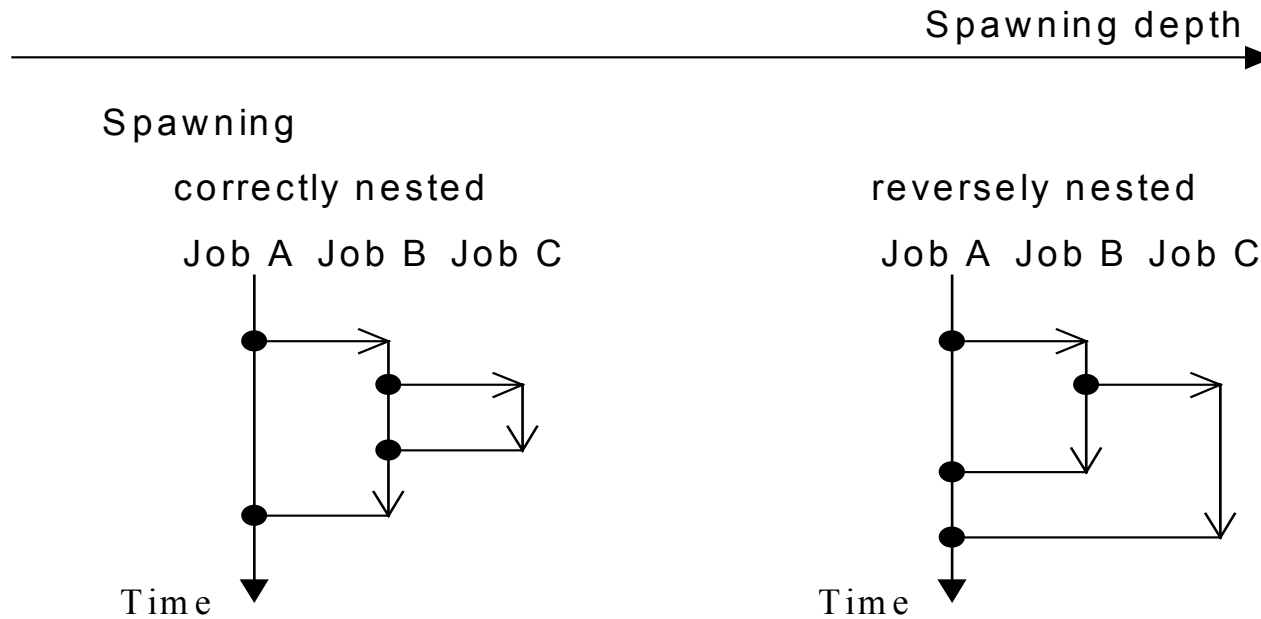 Spawning depth
Spawning
correctly nested
reversely nested
Job A Job B Job C
Job A Job B Job C
Time
Time